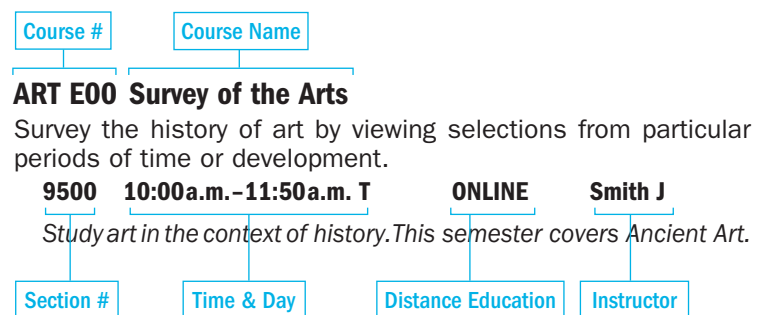 Course # Course Name
ART E00 Survey of the Arts
Survey the history of art by viewing selections from particular
periods of time or development.
9500 10:00a.m.–11:50a.m. T ONLINE Smith J
Study art in the context of history. This semester covers Ancient Art.
Section # Time & Day Distance Education Instructor